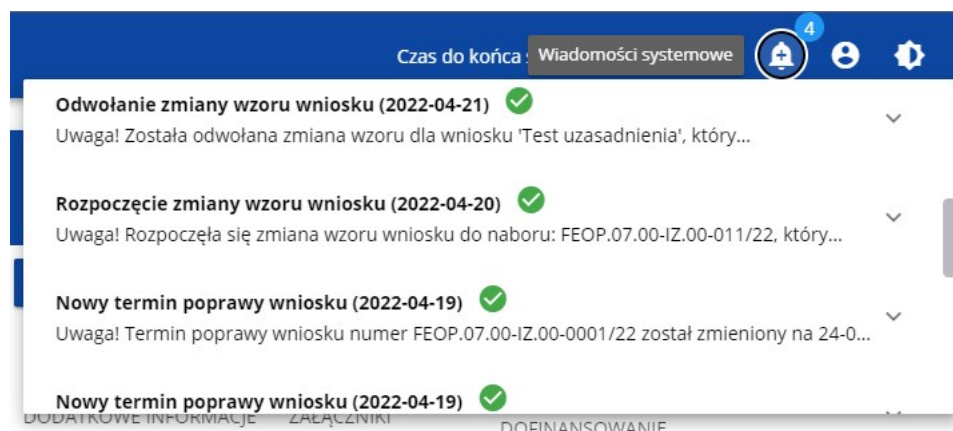 4
Czas do końca Wiadomości systemowe
Odwołanie zmiany wzoru wniosku (2022-04-21)
Uwaga! Została odwołana zmiana wzoru dla wniosku 'Test uzasadnienia', który...
Rozpoczęcie zmiany wzoru wniosku (2022-04-20)
Uwaga! Rozpoczęła się zmiana wzoru wniosku do naboru: FEOP.07.00-IZ.00-011/22, który...
Nowy termin poprawy wniosku (2022-04-19)
Uwaga! Termin poprawy wniosku numer FEOP.07.00-IZ.00-0001/22 został zmieniony na 24-0...
Nowy termin poprawy wniosku (2022-04-19)
DODATKOWE INFORMACJE ZAŁĄCZNIKI DOFINANSOWANIE